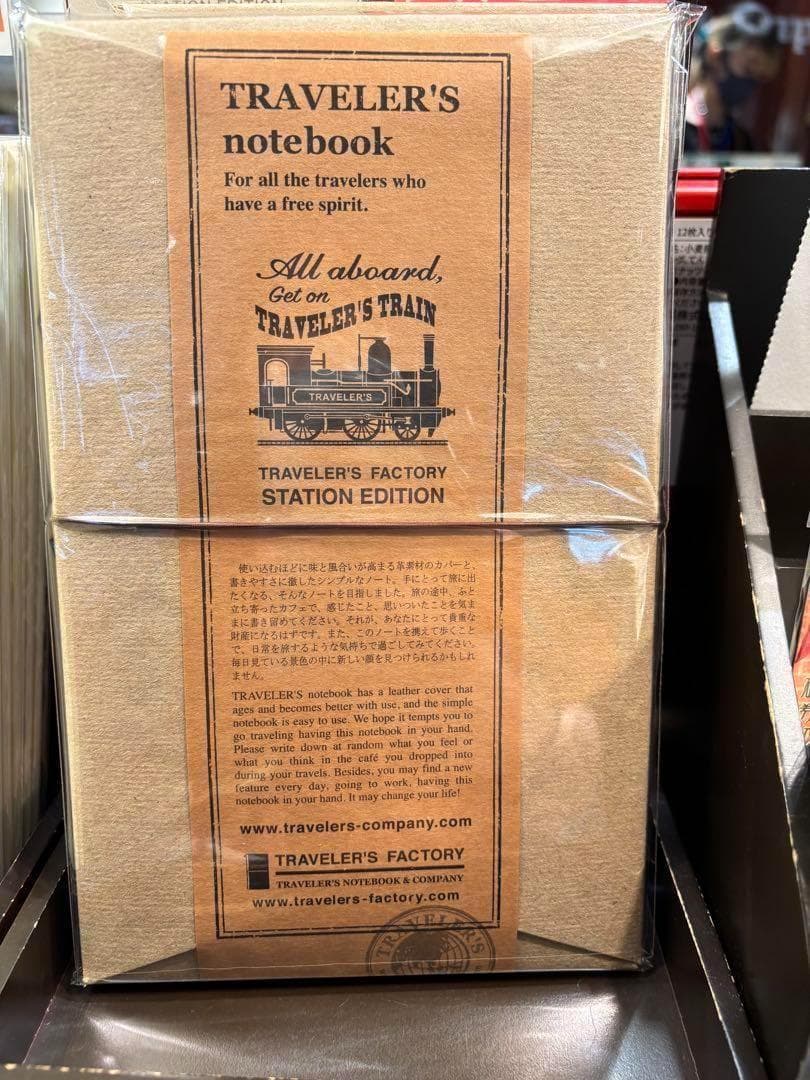 STATION EDITION
TRAVELER'S
notebook
For all the travelers who
have a free spirit.
All aboard,
Get on
TRAVELER'S TRAIN
TRAVELER'S
TRAVELER'S FACTORY
STATION EDITION
使い込むほどに味と風合いが高まる革素材のカバーと、
書きやすさに徹したシンプルなノート。手にとって旅に出
たくなる、そんなノートを目指しました。旅の途中、ふと
立ち寄ったカフェで、感じたこと、思いついたことを気ま
まに書き留めてください。それが、あなたにとって貴重な
財産になるはずです。また、このノートを携えて歩くこと
で、日常を旅するような気持ちで過ごしてみてください。
毎日見ている景色の中に新しい顔を見つけられるかもしれ
ません。
TRAVELER'S notebook has a leather cover that
ages and becomes better with use, and the simple
notebook is easy to use. We hope it tempts you to
go traveling having this notebook in your hand.
Please write down at random what you feel or
what you think in the café you dropped into
during your travels. Besides, you may find a new
feature every day, going to work, having this
notebook in your hand. It may change your life!
www.travelers-company.com
TRAVELER'S FACTORY
TRAVELER'S NOTEBOOK & COMPANY
www.travelers-factory.com
TRAVELER'S
12枚入り